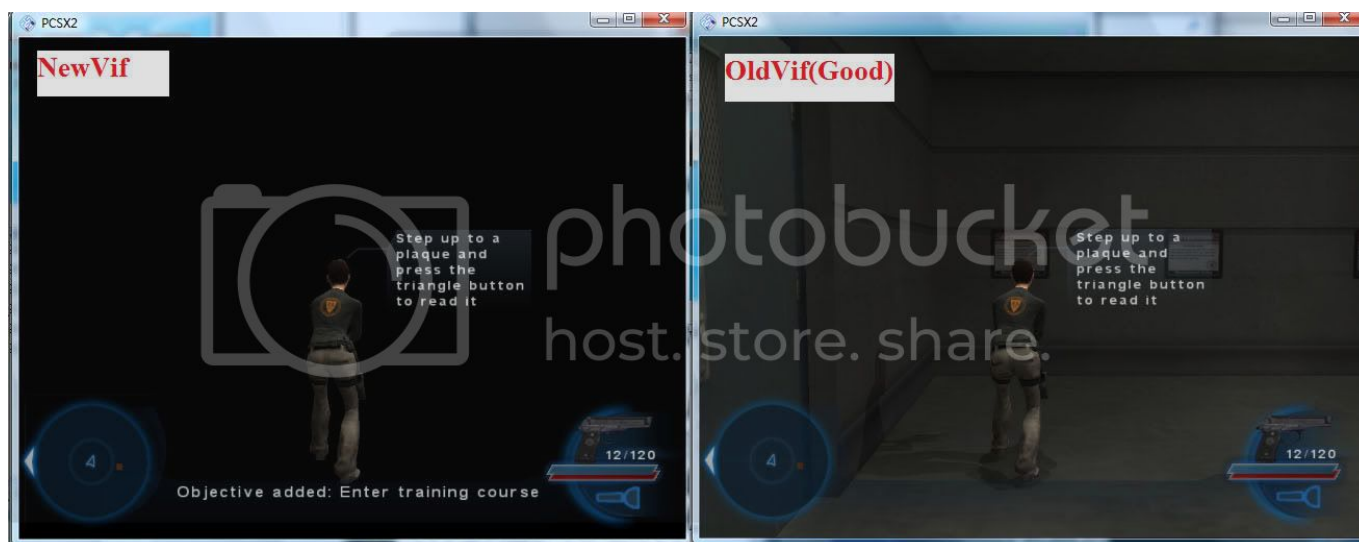 PCSX2
NewVif
Step up to a
plaque and
press the
triangle button
to read it
4
12/120
Objective added: Enter training course
PCSX2
OldVif(Good)
Step up to a
plaque and
press the
triangle button
to read it
4
12/120
photobucket
host. store. share.